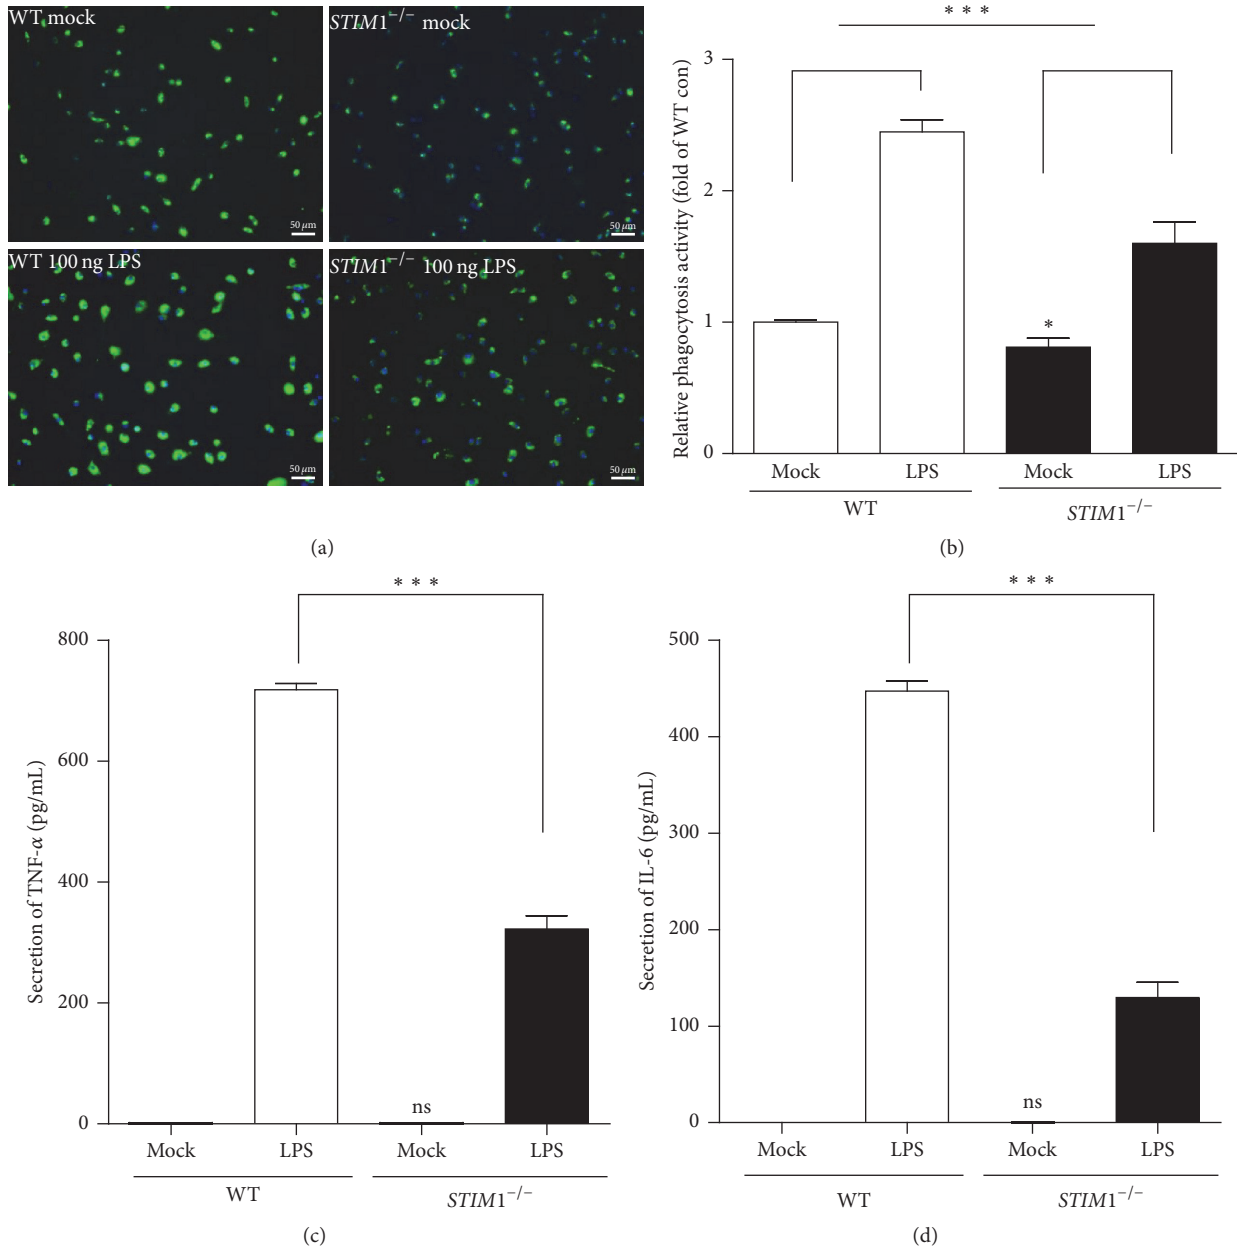 WT mock
STIM1−/− mock
50 μm
50 μm
WT 100 ng LPS
STIM1−/− 100 ng LPS
50 μm
50 μm
(a)
* * *
Relative phagocytosis activity (fold of WT con)
3
2
1
0
*
Mock LPS Mock LPS
WT STIM1−/−
(b)
* * *
Secretion of TNF-α (pg/mL)
800
600
400
200
0
ns
Mock LPS Mock LPS
WT STIM1−/−
(c)
* * *
Secretion of IL-6 (pg/mL)
500
400
300
200
100
0
ns
Mock LPS Mock LPS
WT STIM1−/−
(d)